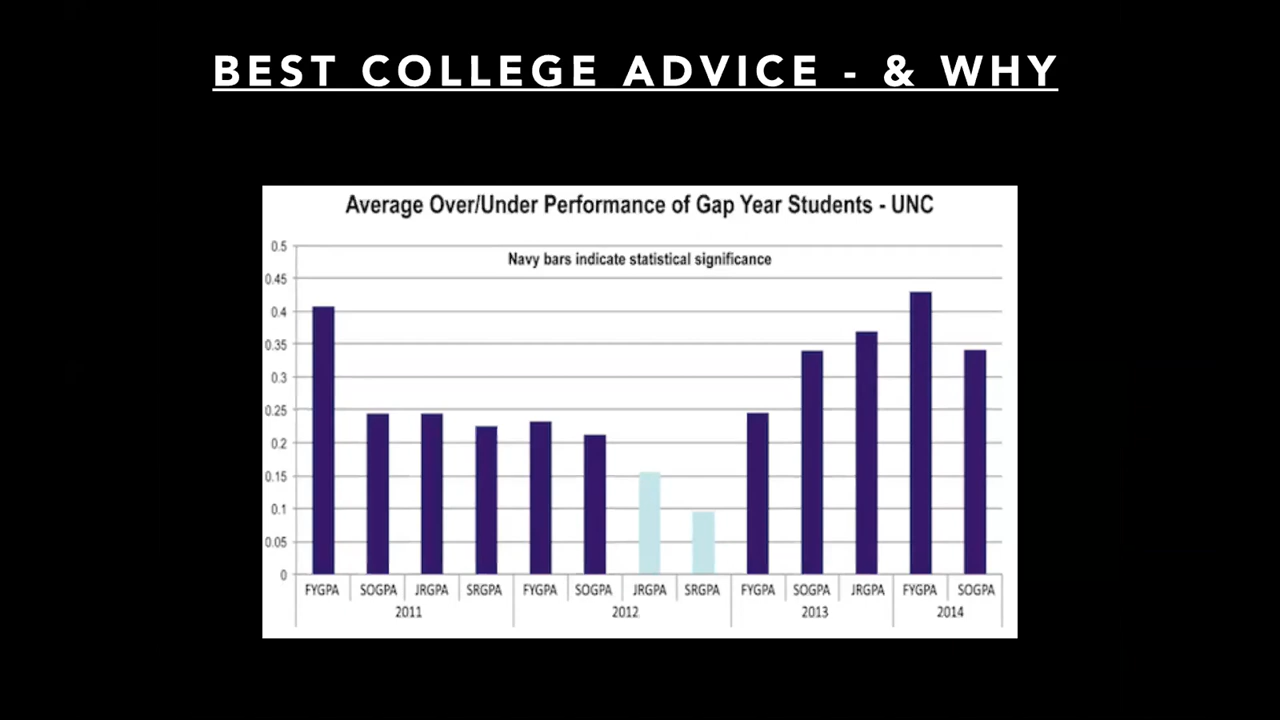 BEST COLLEGE ADVICE - & WHY
Average Over/Under Performance of Gap Year Students - UNC
Navy bars indicate statistical significance
0.5
0.45
0.4
0.35
0.3
0.25
0.2
0.15
0.1
0.05
0
FYGPA SOGPA JRGPA SRGPA FYGPA SOGPA JRGPA SRGPA FYGPA SOGPA JRGPA FYGPA SOGPA
2011 2012 2013 2014